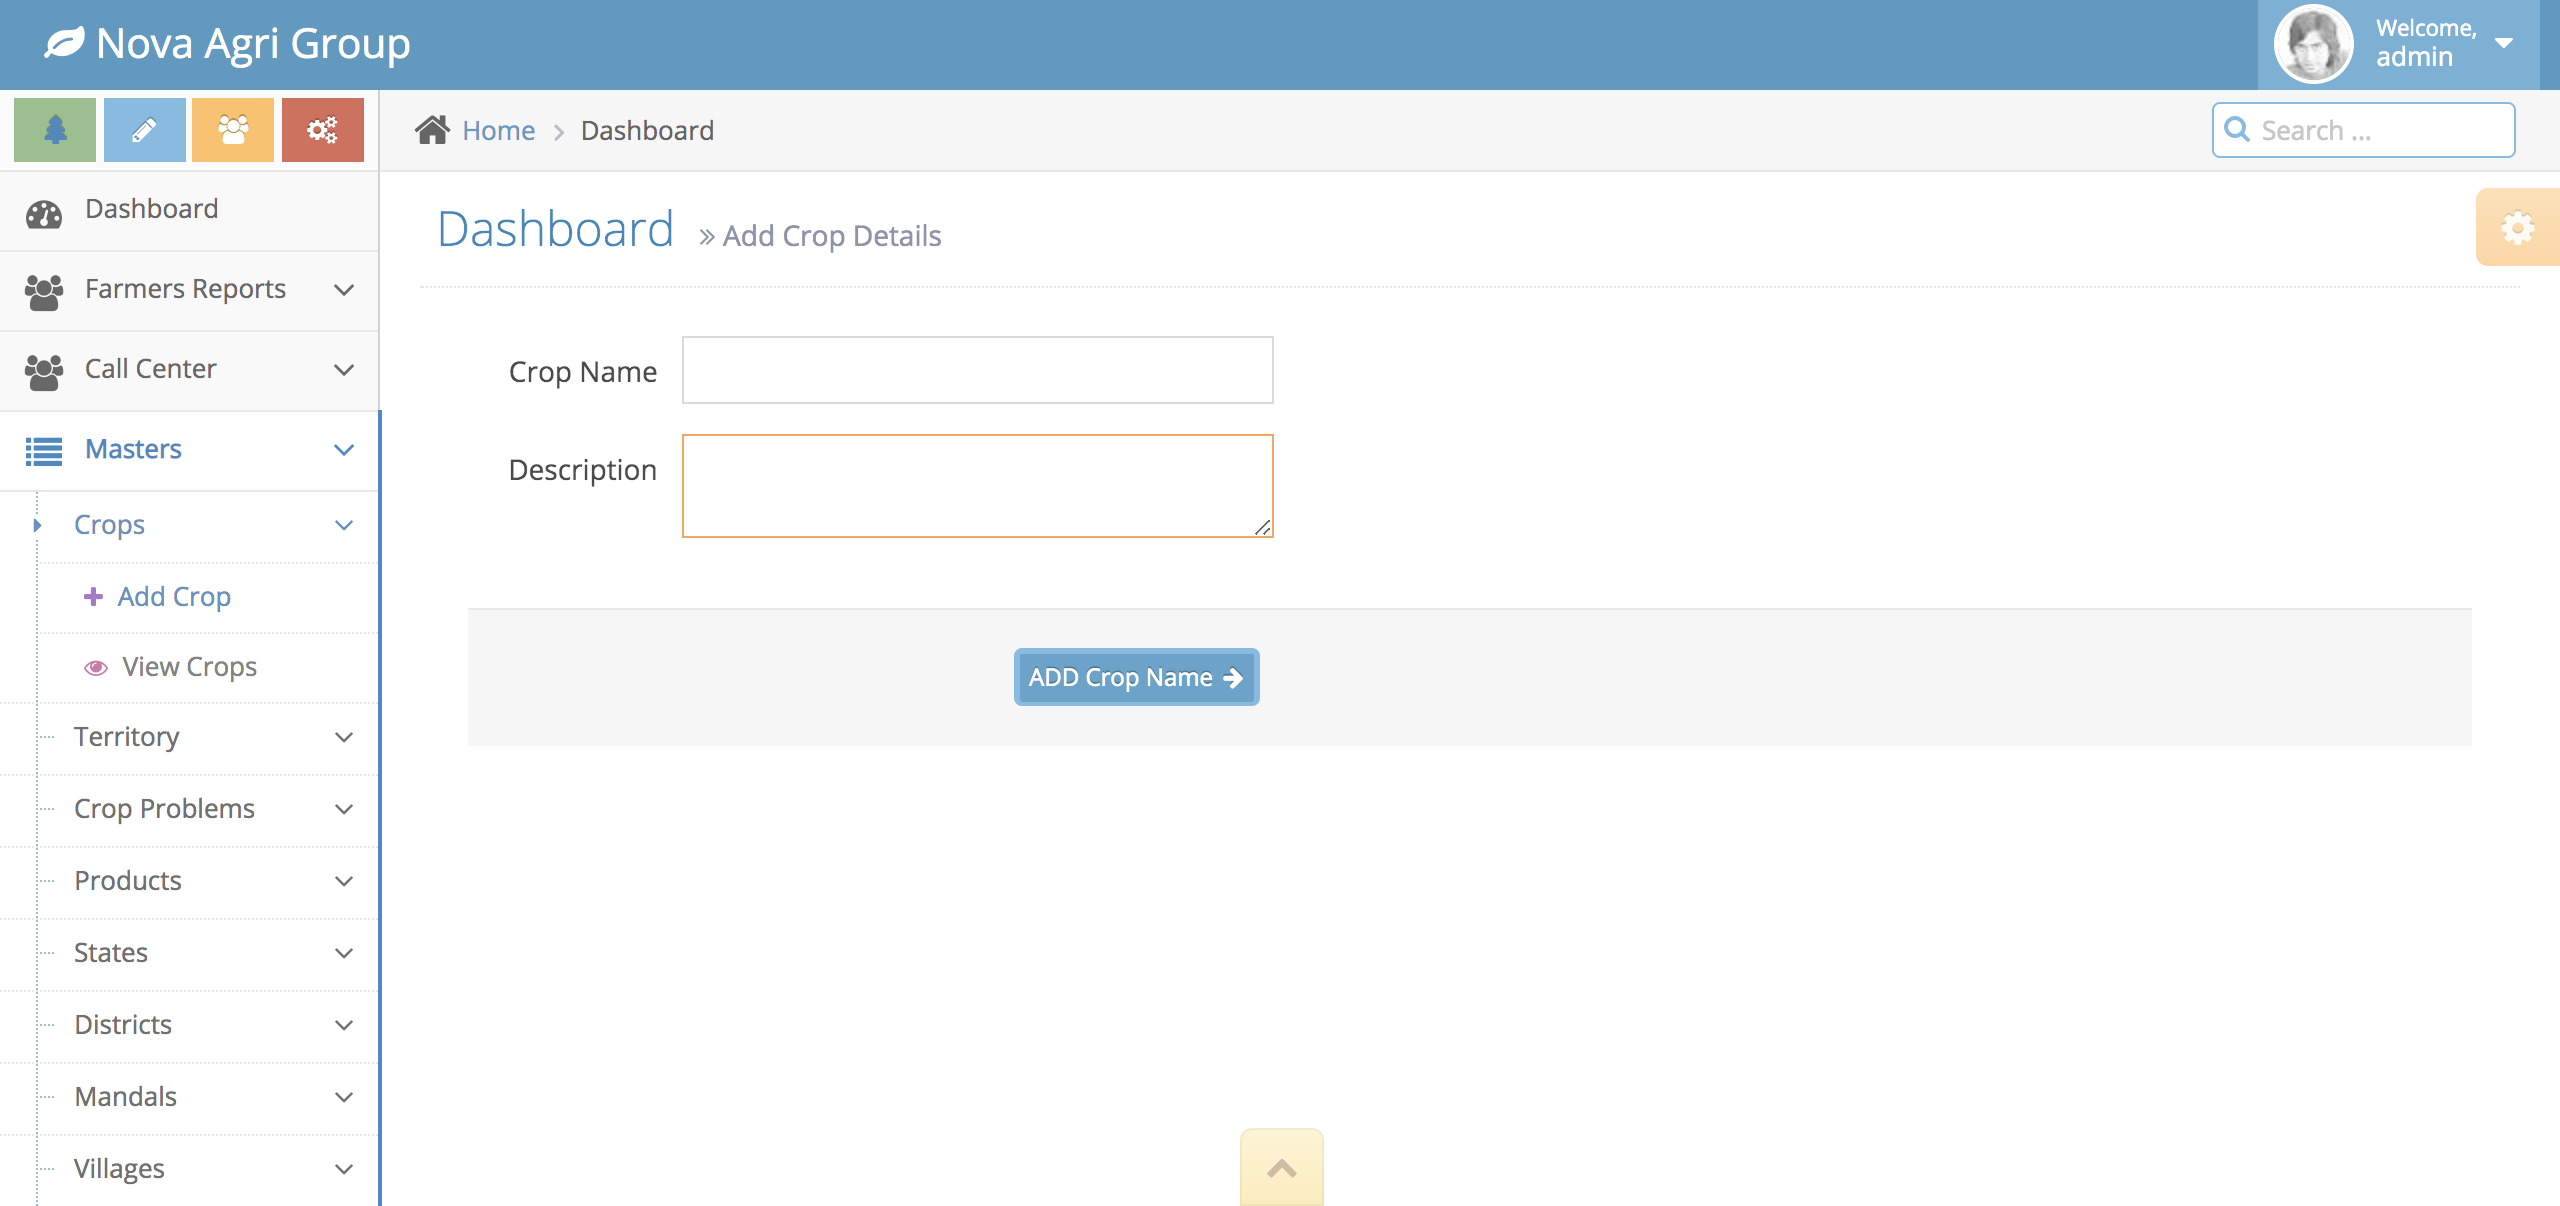 Nova Agri Group
Welcome,
admin
Home
Dashboard
Search ...
Dashboard
Farmers Reports
Call Center
Masters
Crops
Add Crop
View Crops
Territory
Crop Problems
Products
States
Districts
Mandals
Villages
Dashboard » Add Crop Details
Crop Name
Description
ADD Crop Name